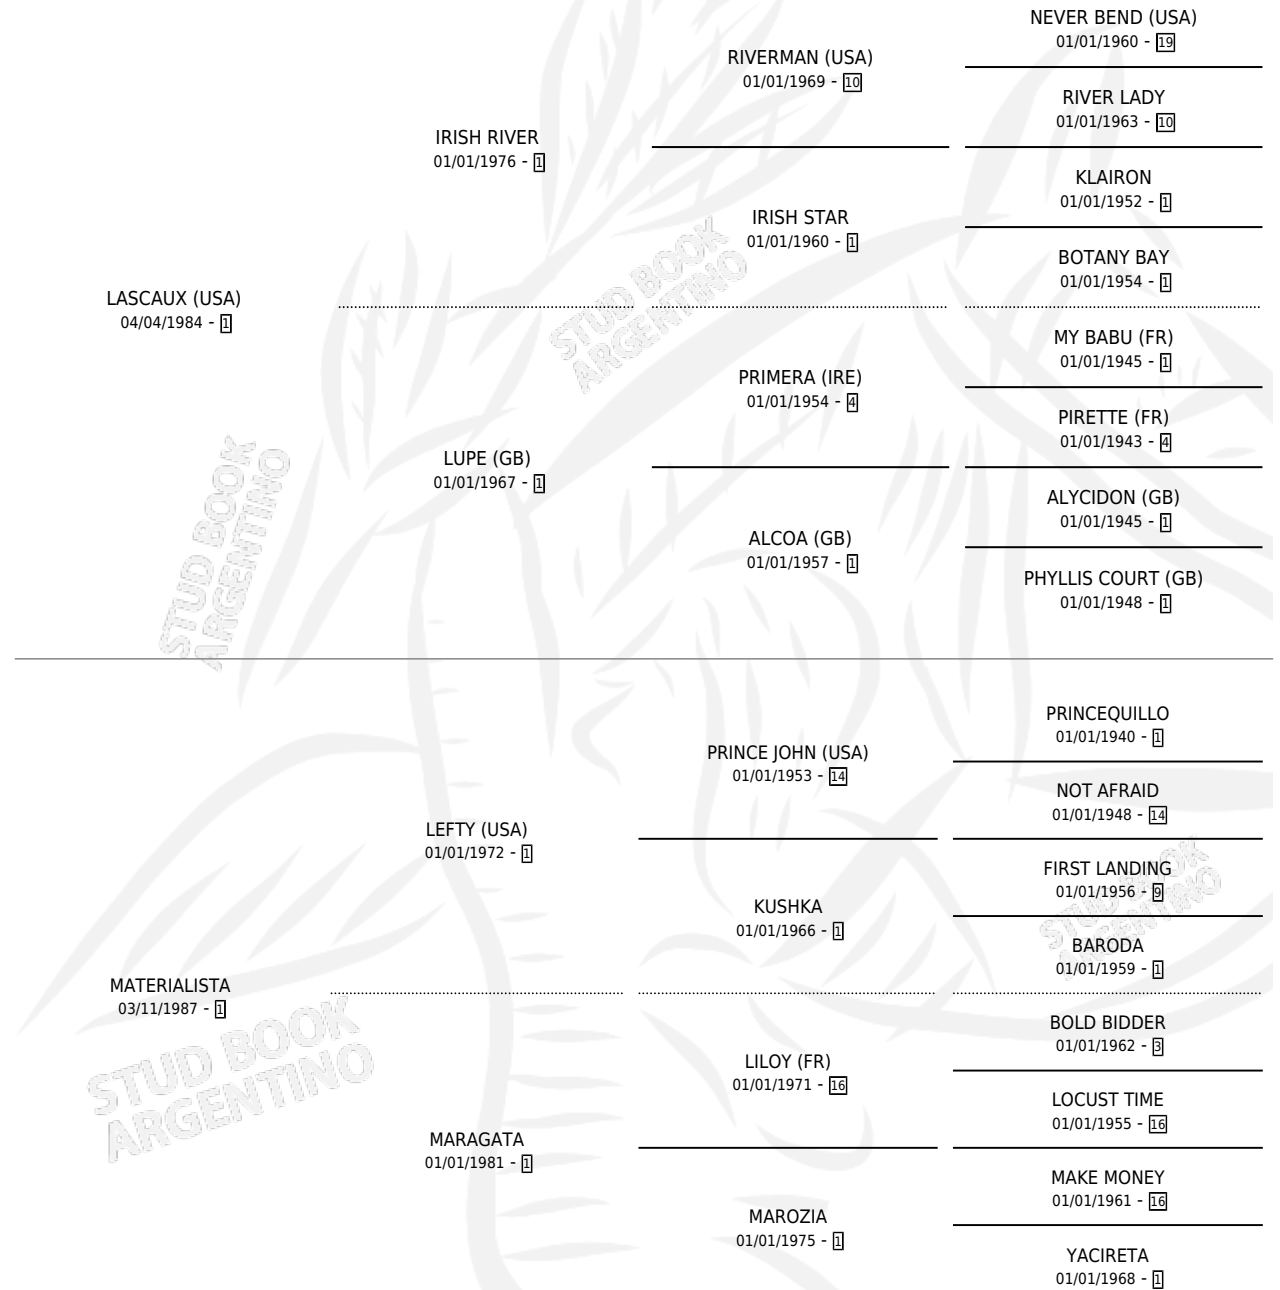 NEVER BEND (USA)
01/01/1960 - 19
RIVERMAN (USA)
01/01/1969 - 10
RIVER LADY
01/01/1963 - 10
IRISH RIVER
01/01/1976 - 1
KLAIRON
01/01/1952 - 1
IRISH STAR
01/01/1960 - 1
BOTANY BAY
01/01/1954 - 1
LASCAUX (USA)
04/04/1984 - 1
MY BABU (FR)
01/01/1945 - 1
PRIMERA (IRE)
01/01/1954 - 4
PIRETTE (FR)
01/01/1943 - 4
LUPE (GB)
01/01/1967 - 1
ALYCIDON (GB)
01/01/1945 - 1
ALCOA (GB)
01/01/1957 - 1
PHYLLIS COURT (GB)
01/01/1948 - 1
PRINCEQUILLO
01/01/1940 - 1
PRINCE JOHN (USA)
01/01/1953 - 14
NOT AFRAID
01/01/1948 - 14
LEFTY (USA)
01/01/1972 - 1
FIRST LANDING
01/01/1956 - 9
KUSHKA
01/01/1966 - 1
BARODA
01/01/1959 - 1
MATERIALISTA
03/11/1987 - 1
BOLD BIDDER
01/01/1962 - 3
LILOY (FR)
01/01/1971 - 16
LOCUST TIME
01/01/1955 - 16
MARAGATA
01/01/1981 - 1
MAKE MONEY
01/01/1961 - 16
MAROZIA
01/01/1975 - 1
YACIRETA
01/01/1968 - 1
STUD BOOK
ARGENTINO
STUD BOOK
ARGENTINO
STUD BOOK
ARGENTINO
STUD BOOK
ARGENTINO